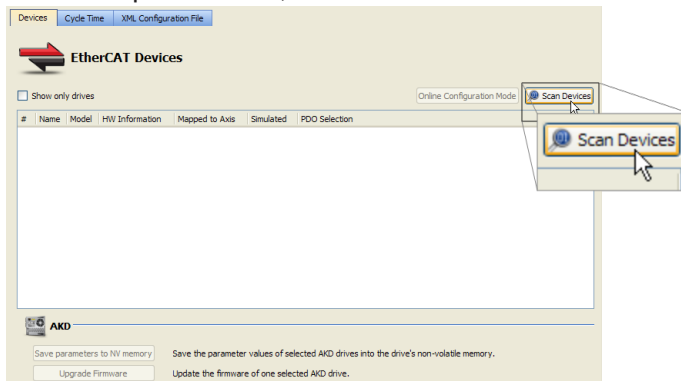 Devices Cycle Time XML Configuration File
EtherCAT Devices
Show only drives Online Configuration Mode Scan Devices
# Name Model HW Information Mapped to Axis Simulated PDO Selection
Scan Devices
AKD
Save parameters to NV memory Save the parameter values of selected AKD drives into the drive's non-volatile memory.
Upgrade Firmware Update the firmware of one selected AKD drive.